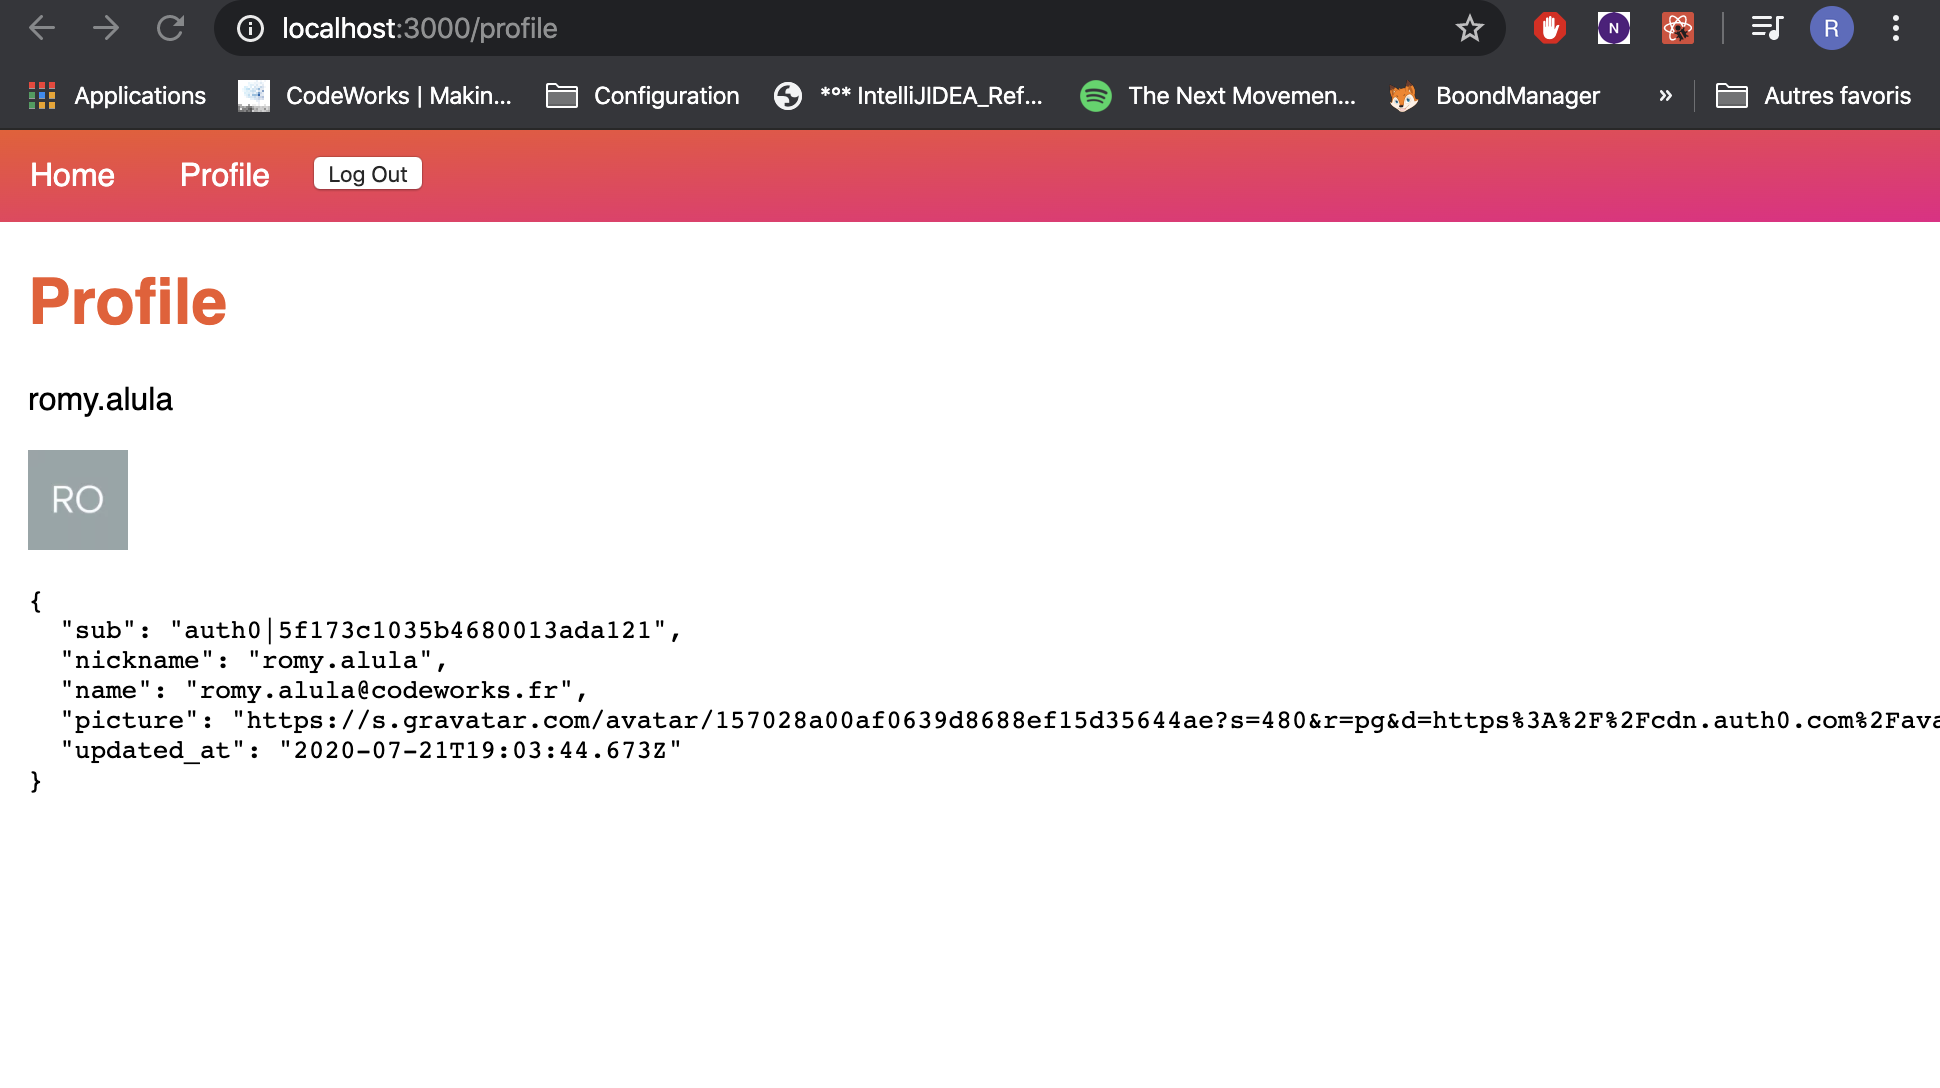 localhost:3000/profile
N
R
Applications
CodeWorks | Makin...
Configuration
*º* IntelliJIDEA_Ref...
The Next Movemen...
BoondManager
»
Autres favoris
Home
Profile
Log Out
Profile
romy.alula
RO
{
"sub": "auth0|5f173c1035b4680013ada121",
"nickname": "romy.alula",
"name": "romy.alula@codeworks.fr",
"picture": "https://s.gravatar.com/avatar/157028a00af0639d8688ef15d35644ae?s=480&r=pg&d=https%3A%2F%2Fcdn.auth0.com%2Fava
"updated_at": "2020-07-21T19:03:44.673Z"
}